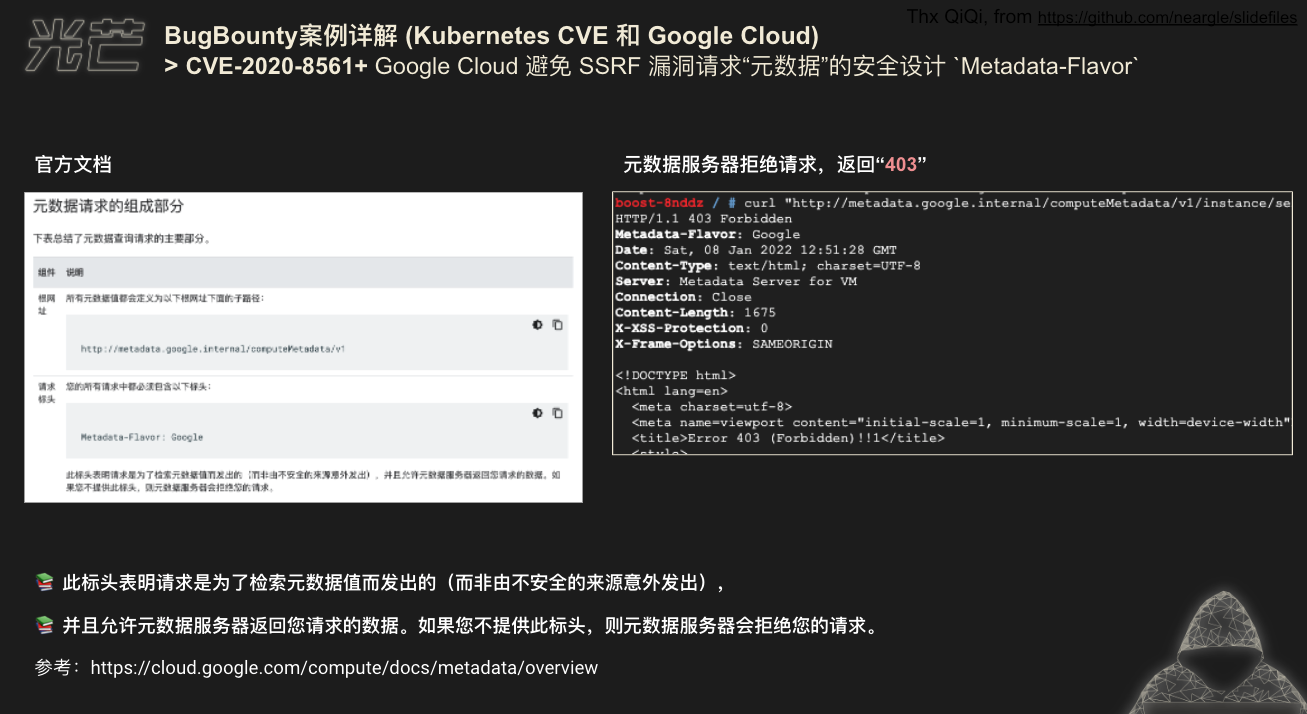 Thx QiQi, from https://github.com/neargle/slidefiles
光芒
BugBounty案例详解 (Kubernetes CVE 和 Google Cloud)
> CVE-2020-8561+ Google Cloud 避免 SSRF 漏洞请求“元数据”的安全设计 `Metadata-Flavor`
官方文档
元数据请求的组成部分
下表总结了元数据查询请求的主要部分。
组件 说明
根网址 所有元数据值都会定义为以下根网址下面的子路径：
http://metadata.google.internal/computeMetadata/v1
请求标头 您的所有请求中都必须包含以下标头：
Metadata-Flavor: Google
此标头表明请求是为了检索元数据值而发出的（而非由不安全的来源意外发出），并且允许元数据服务器返回您请求的数据。如
果您不提供此标头，则元数据服务器会拒绝您的请求。
元数据服务器拒绝请求，返回“403”
boost-8nddz / # curl "http://metadata.google.internal/computeMetadata/v1/instance/se
HTTP/1.1 403 Forbidden
Metadata-Flavor: Google
Date: Sat, 08 Jan 2022 12:51:28 GMT
Content-Type: text/html; charset=UTF-8
Server: Metadata Server for VM
Connection: Close
Content-Length: 1675
X-XSS-Protection: 0
X-Frame-Options: SAMEORIGIN
<!DOCTYPE html>
<html lang=en>
<meta charset=utf-8>
<meta name=viewport content="initial-scale=1, minimum-scale=1, width=device-width"
<title>Error 403 (Forbidden)!!1</title>
<style>
📚 此标头表明请求是为了检索元数据值而发出的（而非由不安全的来源意外发出），
📚 并且允许元数据服务器返回您请求的数据。如果您不提供此标头，则元数据服务器会拒绝您的请求。
参考：https://cloud.google.com/compute/docs/metadata/overview